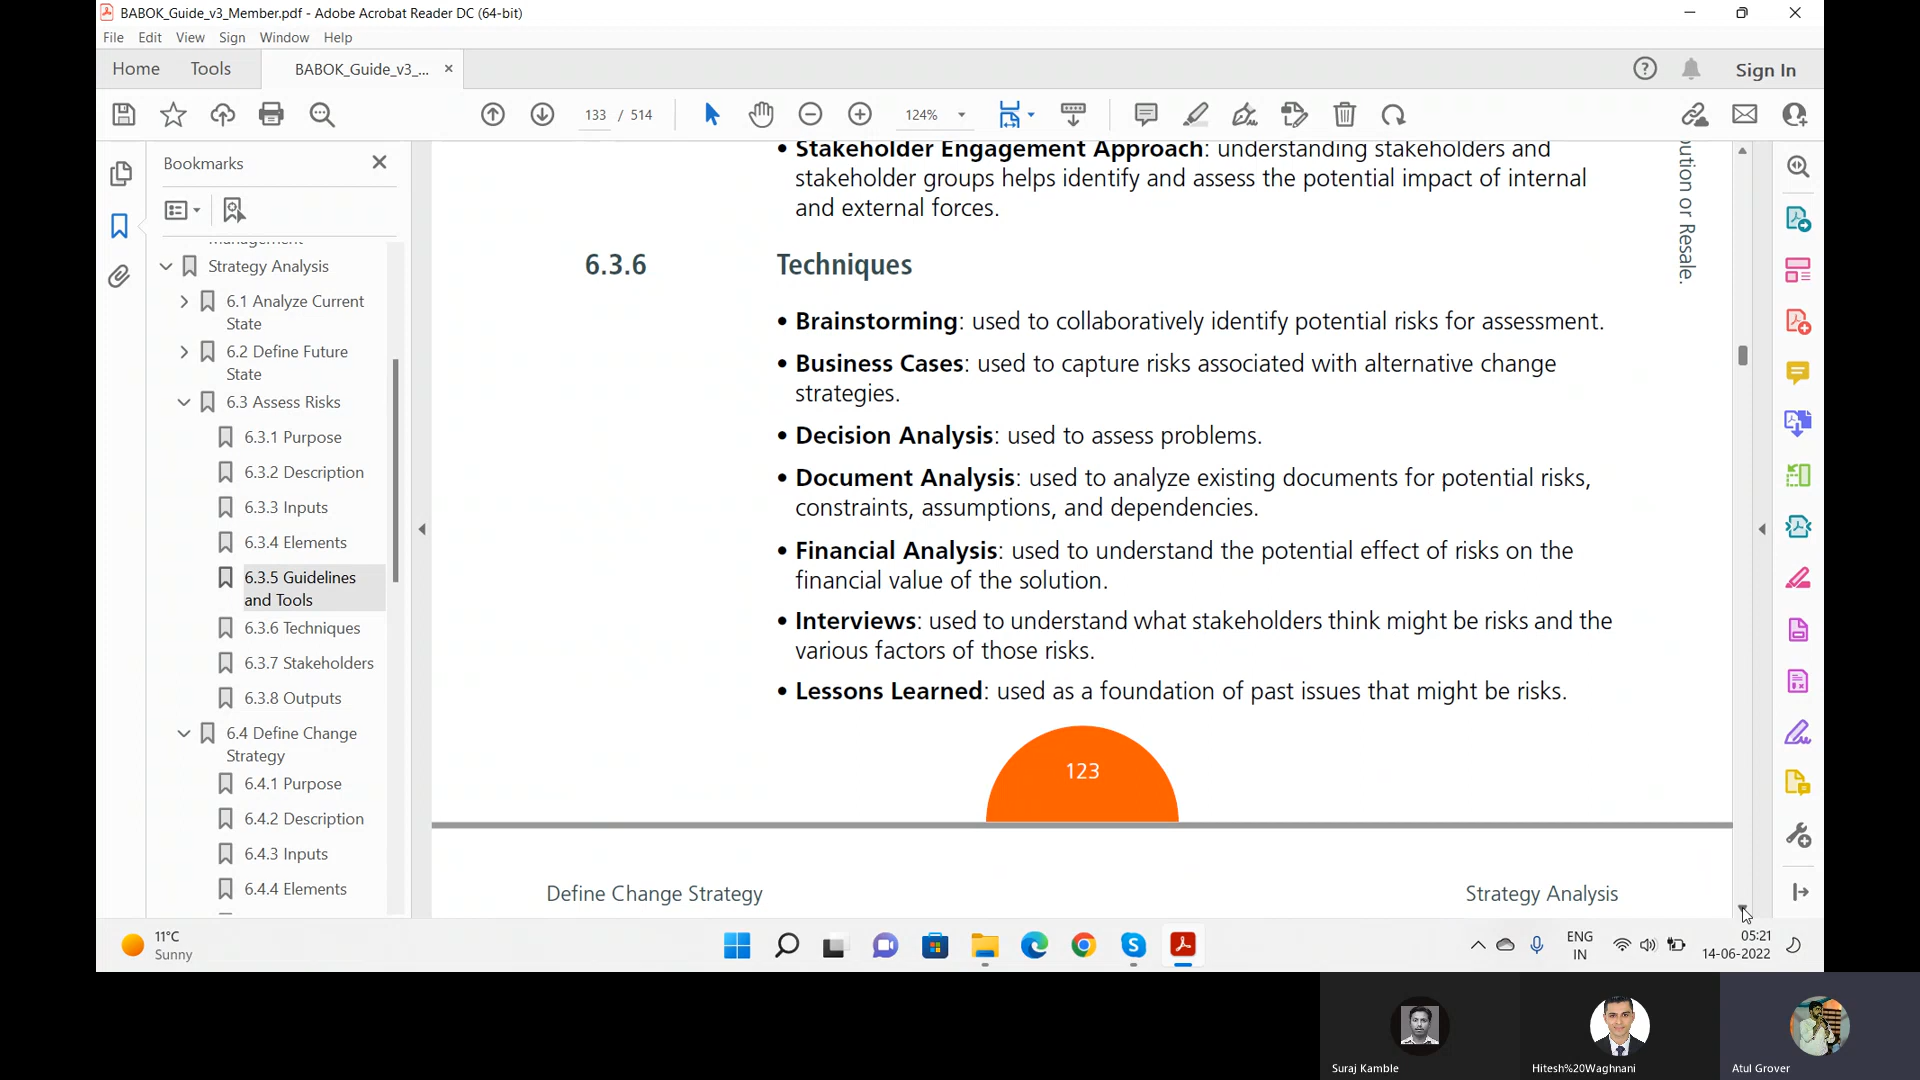 BABOK_Guide_v3_Member.pdf - Adobe Acrobat Reader DC (64-bit)
File Edit View Sign Window Help
Home Tools BABOK_Guide_v3_... × Sign In
133 / 514 124%
Bookmarks
Strategy Analysis
6.1 Analyze Current
State
6.2 Define Future
State
6.3 Assess Risks
6.3.1 Purpose
6.3.2 Description
6.3.3 Inputs
6.3.4 Elements
6.3.5 Guidelines
and Tools
6.3.6 Techniques
6.3.7 Stakeholders
6.3.8 Outputs
6.4 Define Change
Strategy
6.4.1 Purpose
6.4.2 Description
6.4.3 Inputs
6.4.4 Elements
• Stakeholder Engagement Approach: understanding stakeholders and
stakeholder groups helps identify and assess the potential impact of internal
and external forces.
6.3.6 Techniques
• Brainstorming: used to collaboratively identify potential risks for assessment.
• Business Cases: used to capture risks associated with alternative change
strategies.
• Decision Analysis: used to assess problems.
• Document Analysis: used to analyze existing documents for potential risks,
constraints, assumptions, and dependencies.
• Financial Analysis: used to understand the potential effect of risks on the
financial value of the solution.
• Interviews: used to understand what stakeholders think might be risks and the
various factors of those risks.
• Lessons Learned: used as a foundation of past issues that might be risks.
123
Define Change Strategy Strategy Analysis
or Resale.
11°C
Sunny
ENG
IN
05:21
14-06-2022
Suraj Kamble
Hitesh%20Waghnani
Atul Grover